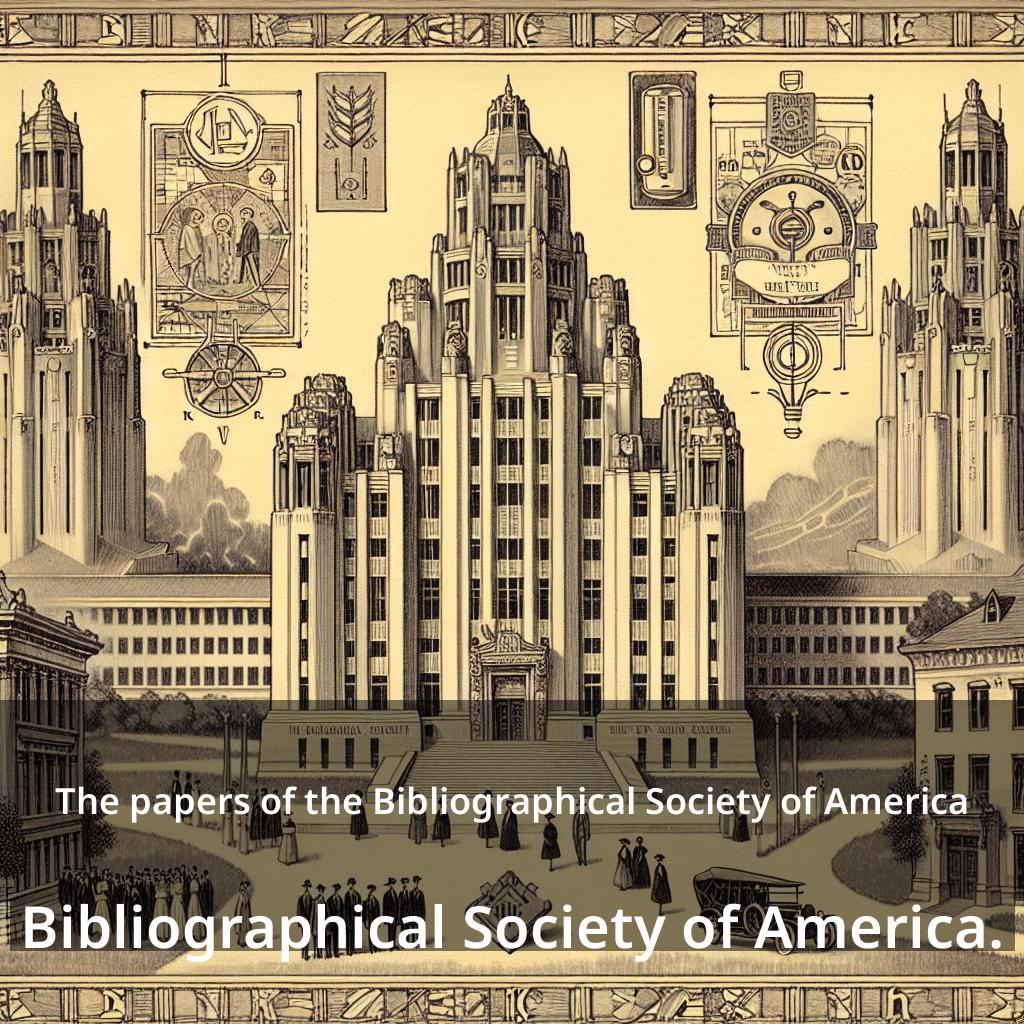 The papers of the Bibliographical Society of America
Bibliographical Society of America.